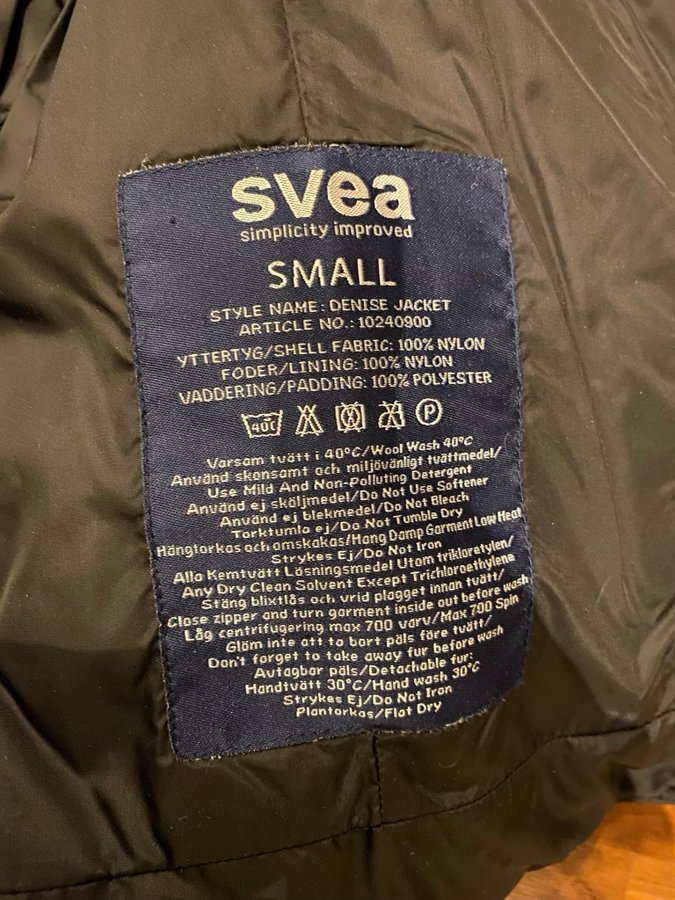 svea
simplicity improved
SMALL
STYLE NAME: DENISE JACKET
ARTICLE NO.: 10240900
YTTERTYG/SHELL FABRIC: 100% NYLON
FODER/LINING: 100% NYLON
VADDERING/PADDING: 100% POLYESTER
40C P
Varsam tvätt i 40°C/Wool Wash 40°C
Använd skonsamt och miljövänligt tvättmedel/
Use Mild And Non-Polluting Detergent
Använd ej sköljmedel/Do Not Use Softener
Använd ej blekmedel/Do Not Bleach
Torktumla ej/Do Not Tumble Dry
Hängtorkas och omskakas/Hang Damp Garment Low Heat
Strykes Ej/Do Not Iron
Alla Kemtvätt Lösningsmedel Utom trikloretylen/
Any Dry Clean Solvent Except Trichloroethylene
Stäng blixtlås och vrid plagget innan tvätt/
Close zipper and turn garment inside out before wash
Låg centrifugering max 700 varv/Max 700 Spin
Glöm inte att ta bort päls före tvätt/
Don't forget to take away fur before wash
Avtagbar päls/Detachable fur:
Handtvätt 30°C/Hand wash 30°C
Strykes Ej/Do Not Iron
Plantorkas/Flat Dry